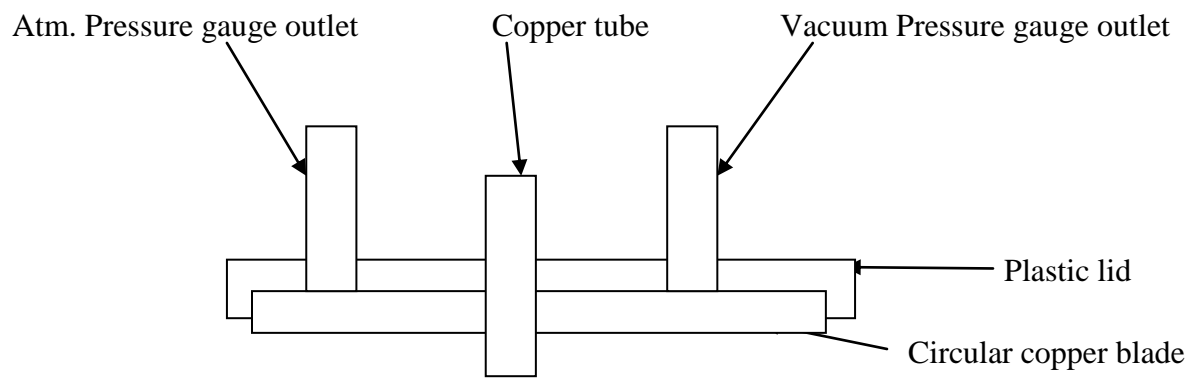 Atm. Pressure gauge outlet
Copper tube
Vacuum Pressure gauge outlet
Plastic lid
Circular copper blade